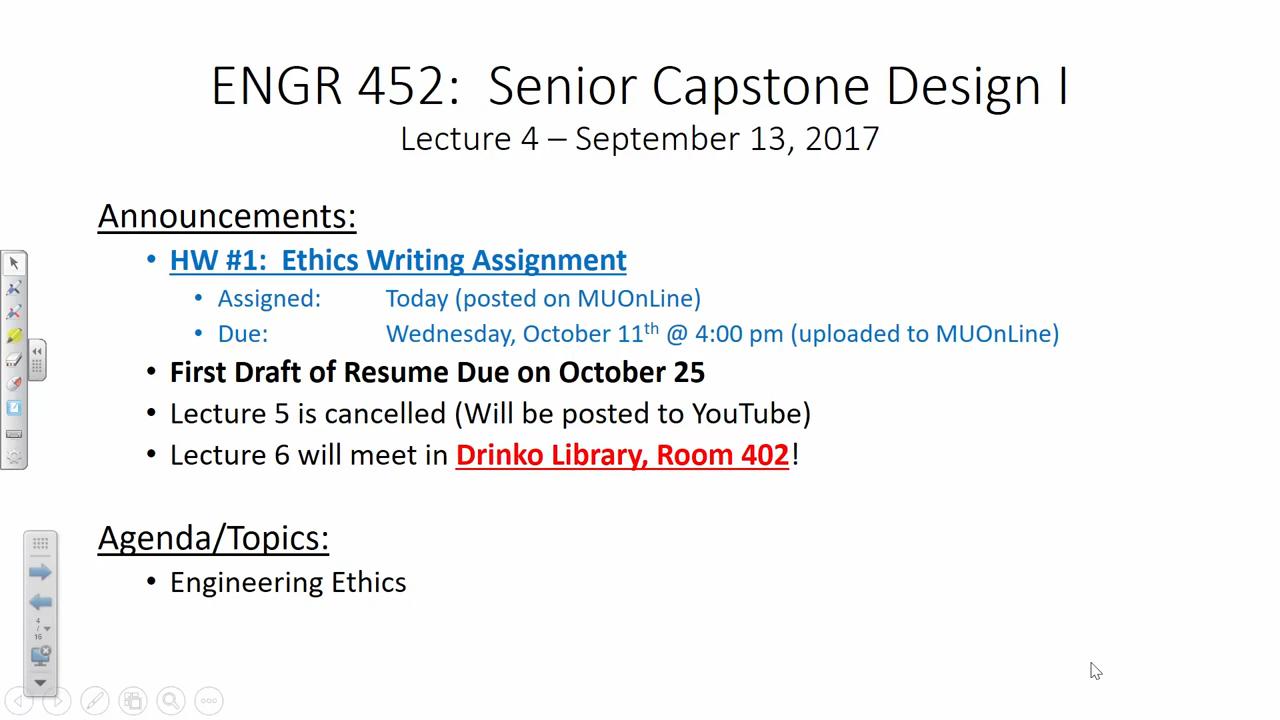 ENGR 452:  Senior Capstone Design I
Lecture 4 – September 13, 2017
Announcements:
• HW #1:  Ethics Writing Assignment
• Assigned: Today (posted on MUOnLine)
• Due: Wednesday, October 11th @ 4:00 pm (uploaded to MUOnLine)
• First Draft of Resume Due on October 25
• Lecture 5 is cancelled (Will be posted to YouTube)
• Lecture 6 will meet in Drinko Library, Room 402!
Agenda/Topics:
• Engineering Ethics
4
/
16